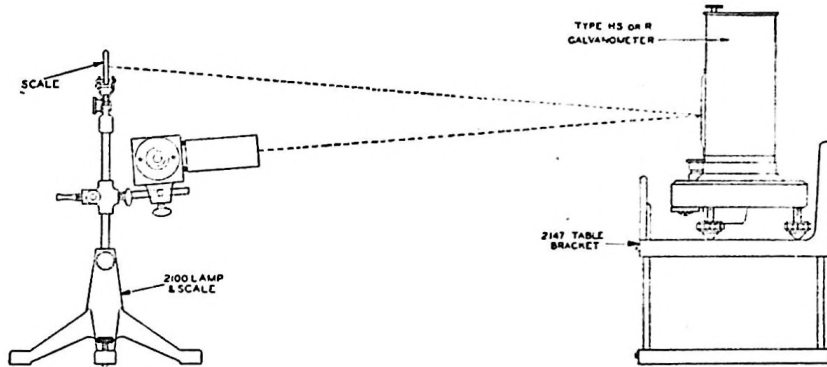 TYPE HS OR R
GALVANOMETER
SCALE
2147 TABLE
BRACKET
2100 LAMP
& SCALE